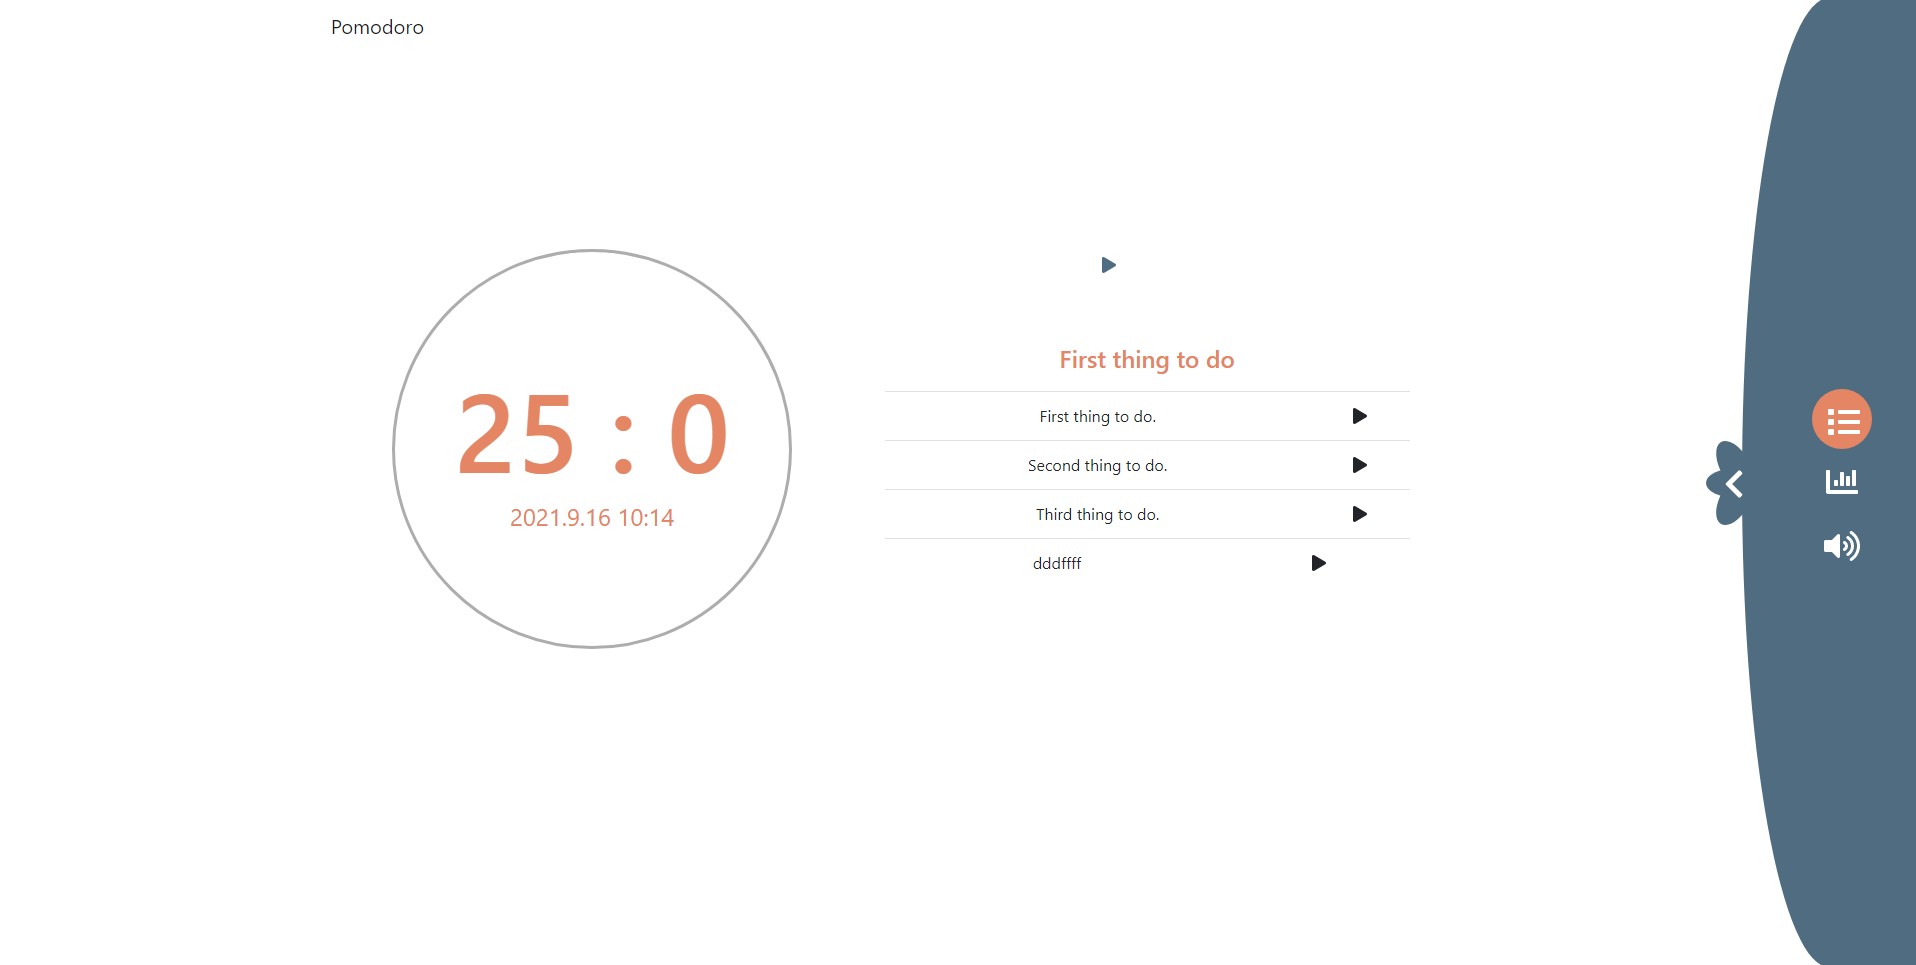 Pomodoro
25 : 0
2021.9.16 10:14
First thing to do
First thing to do.
Second thing to do.
Third thing to do.
dddffff